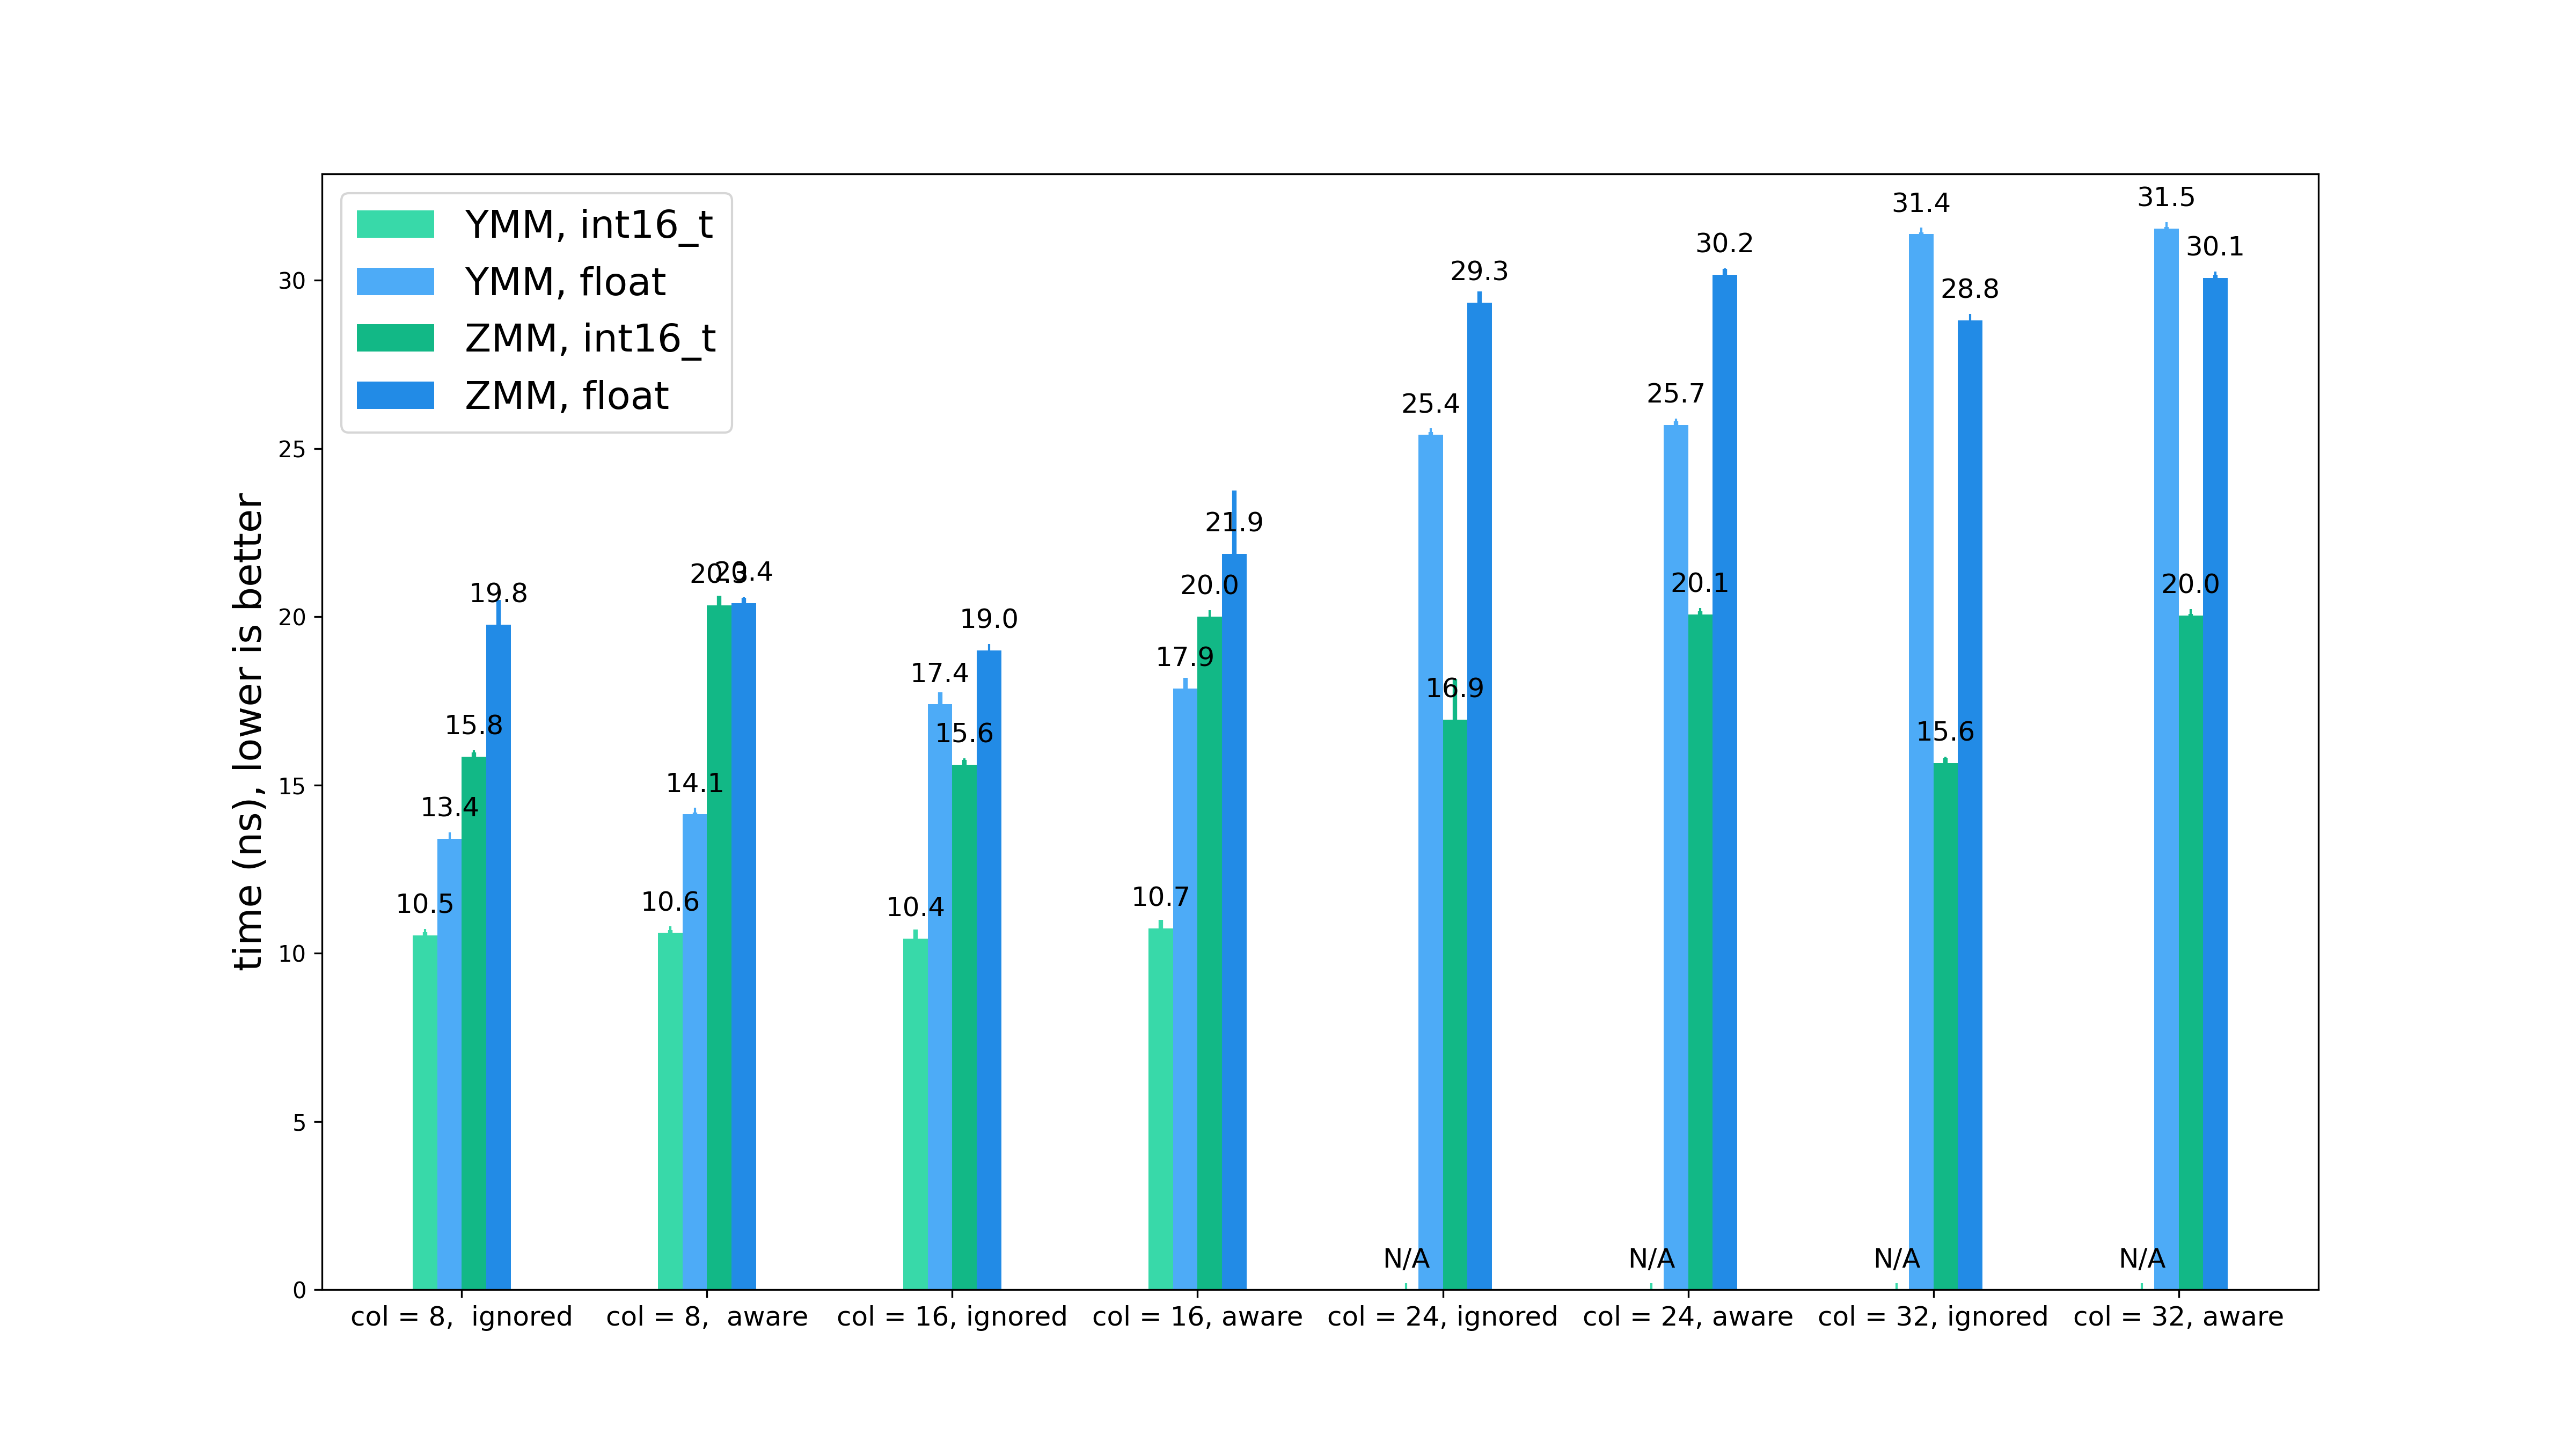 YMM, int16_t
YMM, float
ZMM, int16_t
ZMM, float
time (ns), lower is better
30
25
20
15
10
5
0
10.5
13.4
15.8
19.8
10.6
14.1
20.3
20.4
10.4
17.4
15.6
19.0
10.7
17.9
20.0
21.9
N/A
25.4
16.9
29.3
N/A
25.7
20.1
30.2
N/A
31.4
15.6
28.8
N/A
31.5
20.0
30.1
col = 8,  ignored
col = 8,  aware
col = 16, ignored
col = 16, aware
col = 24, ignored
col = 24, aware
col = 32, ignored
col = 32, aware